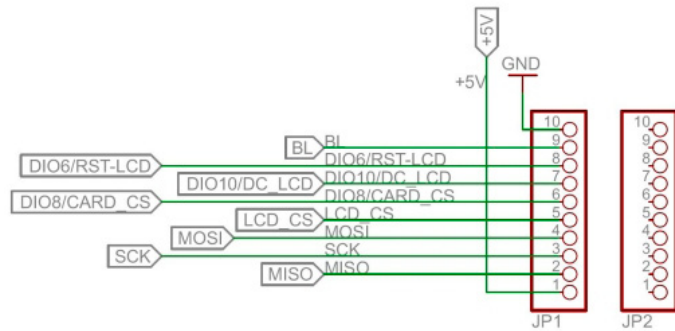 +5V
GND
+5V
10 10
BL BL 9 9
DIO6/RST-LCD DIO6/RST-LCD 8 8
DIO10/DC_LCD DIO10/DC_LCD 7 7
DIO8/CARD_CS DIO8/CARD_CS 6 6
LCD_CS LCD_CS 5 5
MOSI MOSI 4 4
SCK SCK 3 3
MISO MISO 2 2
1 1
JP1 JP2